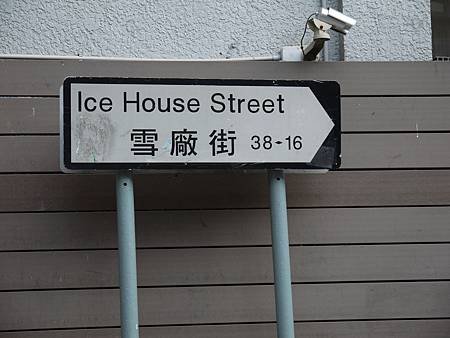 Ice House Street
雪廠街 38-16